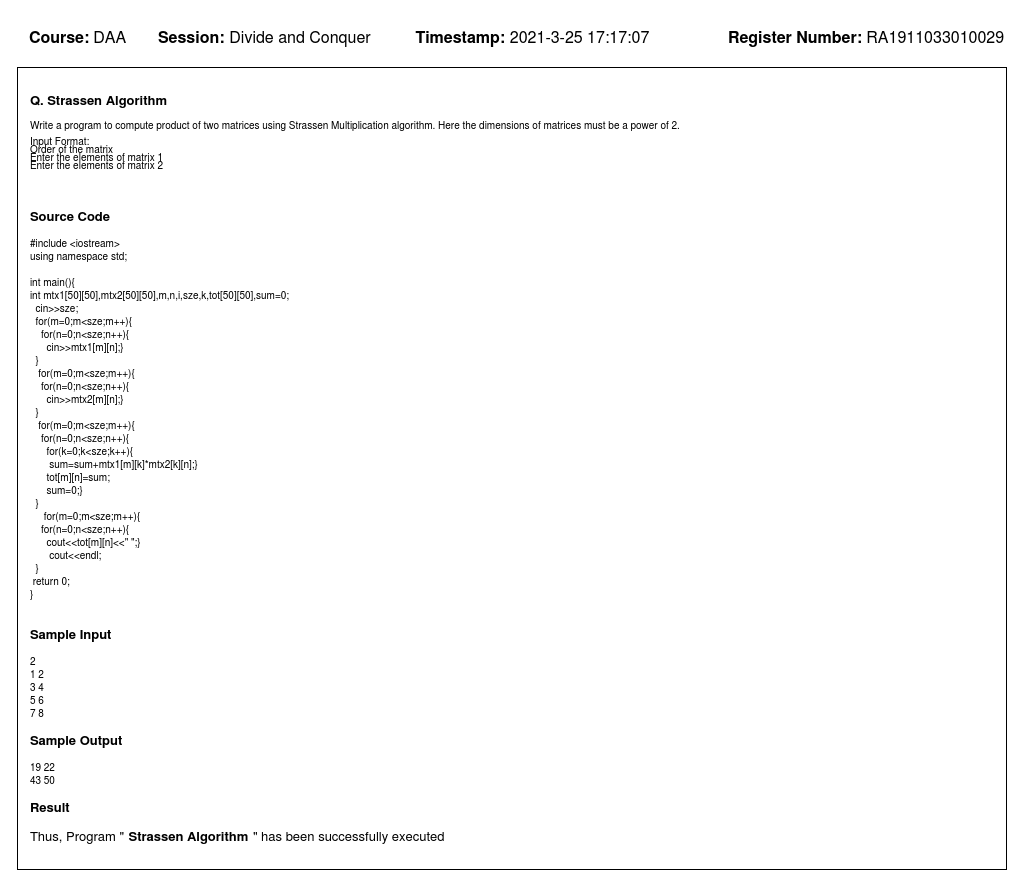 Course: DAA Session: Divide and Conquer Timestamp: 2021-3-25 17:17:07 Register Number: RA1911033010029
Q. Strassen Algorithm
Write a program to compute product of two matrices using Strassen Multiplication algorithm. Here the dimensions of matrices must be a power of 2.
Input Format:
Order of the matrix
Enter the elements of matrix 1
Enter the elements of matrix 2
Source Code
#include <iostream>
using namespace std;
int main(){
int mtx1[50][50],mtx2[50][50],m,n,i,sze,k,tot[50][50],sum=0;
cin>>sze;
for(m=0;m<sze;m++){
for(n=0;n<sze;n++){
cin>>mtx1[m][n];}
}
for(m=0;m<sze;m++){
for(n=0;n<sze;n++){
cin>>mtx2[m][n];}
}
for(m=0;m<sze;m++){
for(n=0;n<sze;n++){
for(k=0;k<sze;k++){
sum=sum+mtx1[m][k]*mtx2[k][n];}
tot[m][n]=sum;
sum=0;}
}
for(m=0;m<sze;m++){
for(n=0;n<sze;n++){
cout<<tot[m][n]<<" ";}
cout<<endl;
}
return 0;
}
Sample Input
2
1 2
3 4
5 6
7 8
Sample Output
19 22
43 50
Result
Thus, Program " Strassen Algorithm " has been successfully executed